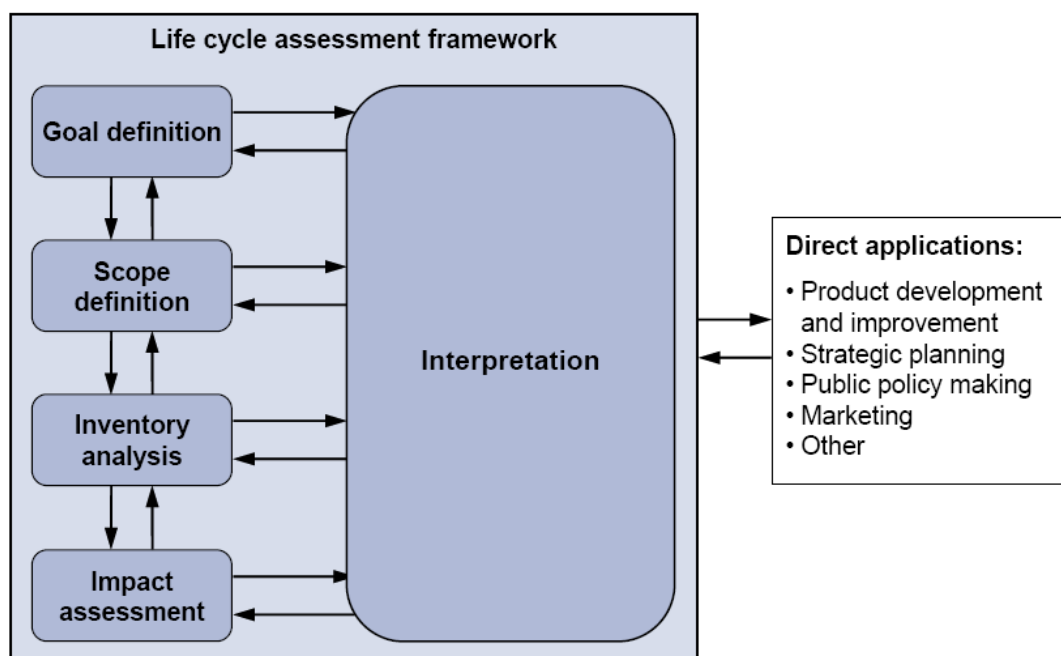 Life cycle assessment framework
Goal definition
Scope
definition
Inventory
analysis
Impact
assessment
Interpretation
Direct applications:
• Product development
and improvement
• Strategic planning
• Public policy making
• Marketing
• Other